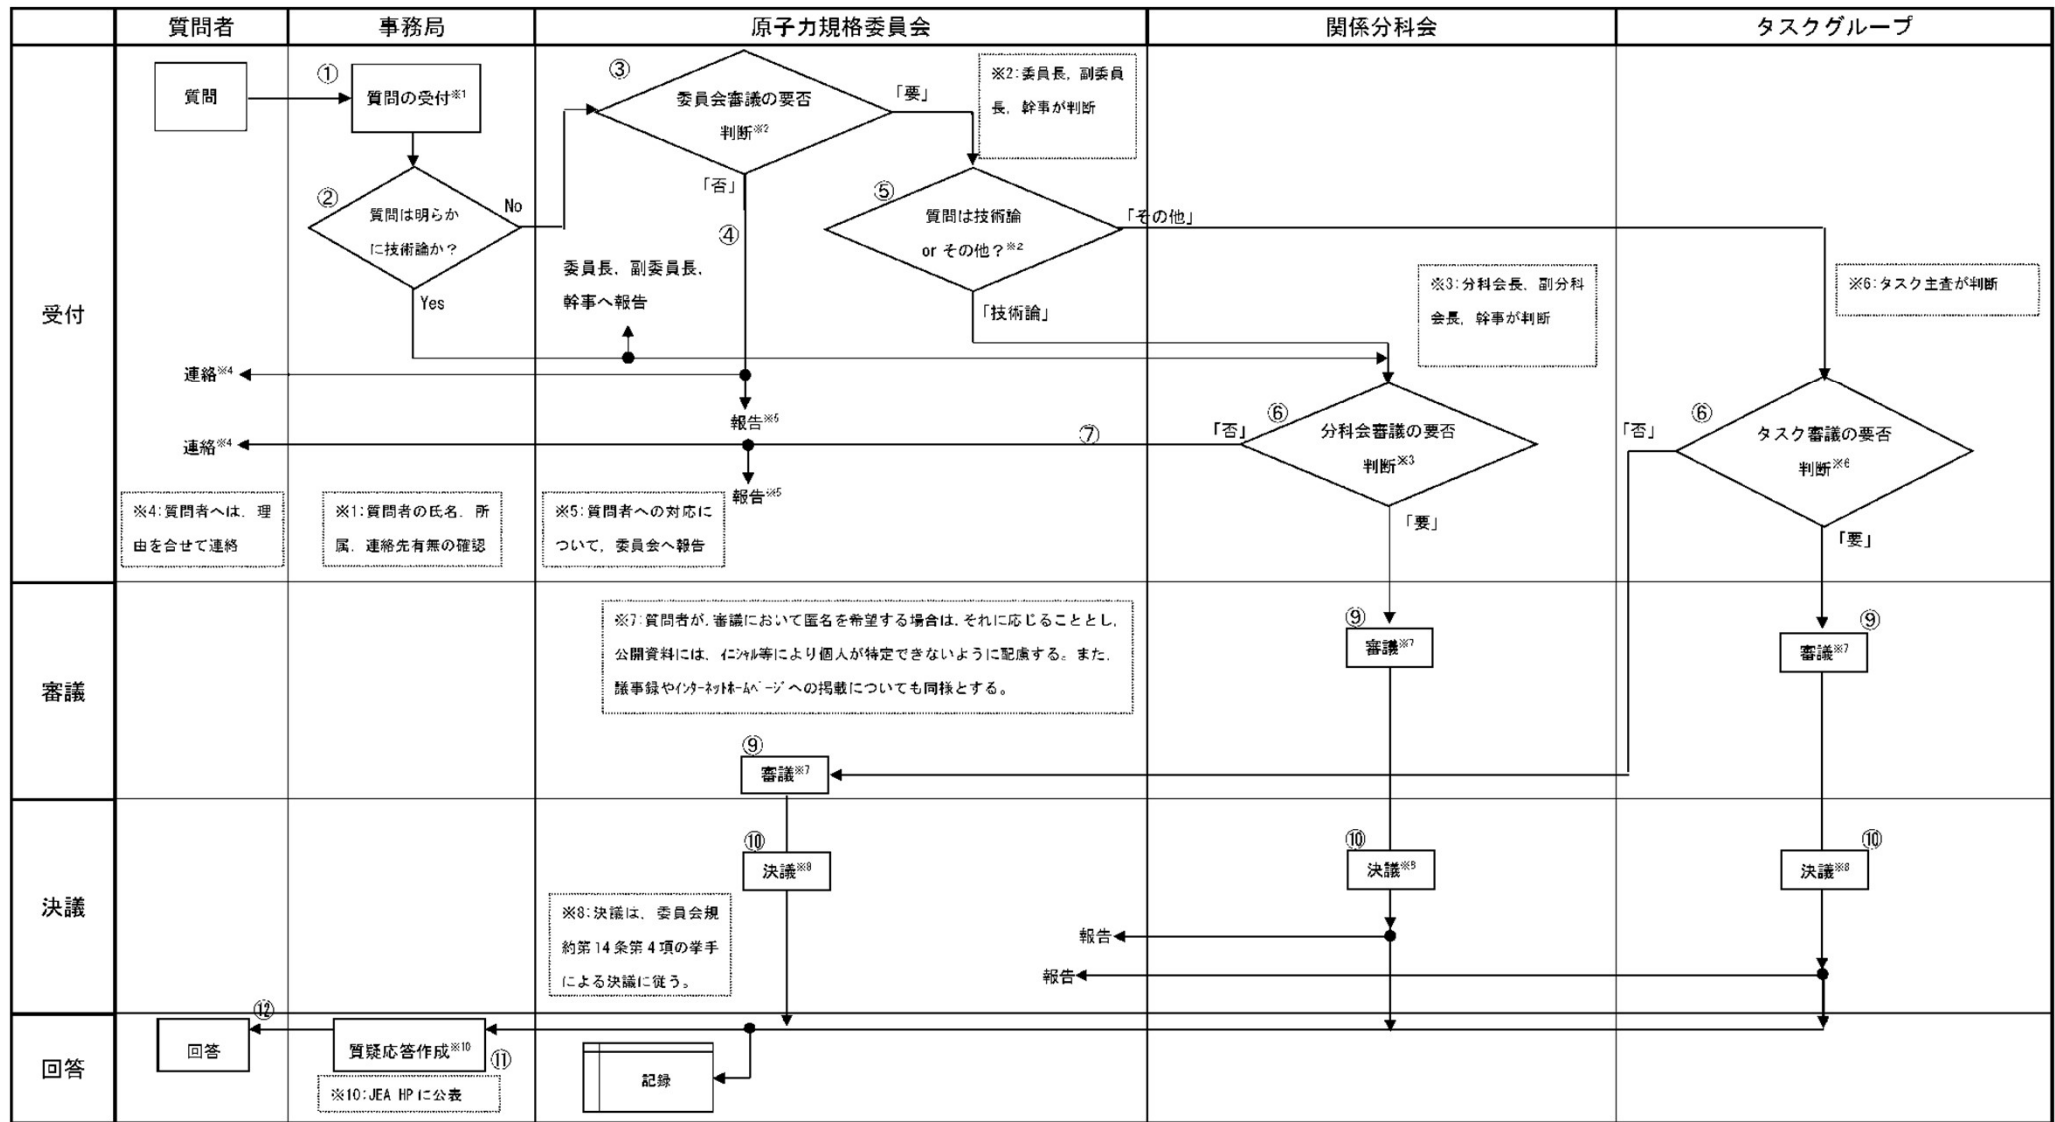 質問者
事務局
原子力規格委員会
関係分科会
タスクグループ
受付
質問
①
質問の受付※1
②
質問は明らか
に技術論か？
No
Yes
③
委員会審議の要否
判断※2
「要」
「否」
④
※2:委員長，副委員
長，幹事が判断
⑤
質問は技術論
or その他？※2
「その他」
「技術論」
委員長，副委員長，
幹事へ報告
※3:分科会長，副分科
会長，幹事が判断
※6:タスク主査が判断
連絡※4
報告※5
連絡※4
報告※5
⑦
「否」
⑥
分科会審議の要否
判断※3
「要」
「否」
⑥
タスク審議の要否
判断※6
「要」
※4:質問者へは，理
由を合せて連絡
※1:質問者の氏名，所
属，連絡先有無の確認
※5:質問者への対応に
ついて，委員会へ報告
審議
※7:質問者が，審議において匿名を希望する場合は，それに応じることとし，
公開資料には，ｲﾆｼｬﾙ等により個人が特定できないように配慮する。また，
議事録やｲﾝﾀｰﾈｯﾄﾎｰﾑﾍﾟｰｼﾞへの掲載についても同様とする。
⑨
審議※7
⑨
審議※7
⑨
審議※7
決議
⑩
決議※8
⑩
決議※8
⑩
決議※8
※8:決議は，委員会規
約第14条第4項の挙手
による決議に従う。
報告
報告
回答
⑫
回答
質疑応答作成※10
⑪
※10:JEA HPに公表
記録